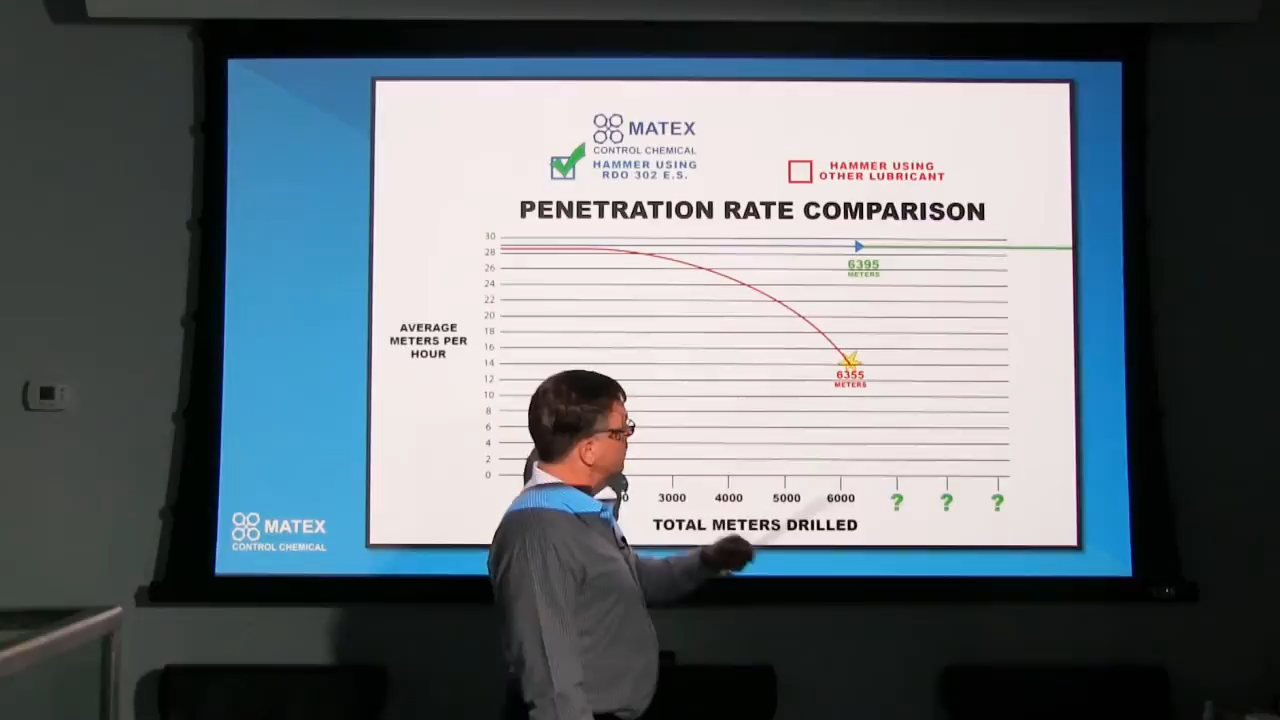 MATEX
CONTROL CHEMICAL
HAMMER USING
RDO 302 E.S.
HAMMER USING
OTHER LUBRICANT
PENETRATION RATE COMPARISON
30
28
26
24
22
20
18
16
14
12
10
8
6
4
2
0
AVERAGE
METERS PER
HOUR
6395
METERS
6355
METERS
3000 4000 5000 6000 ? ? ?
TOTAL METERS DRILLED
MATEX
CONTROL CHEMICAL